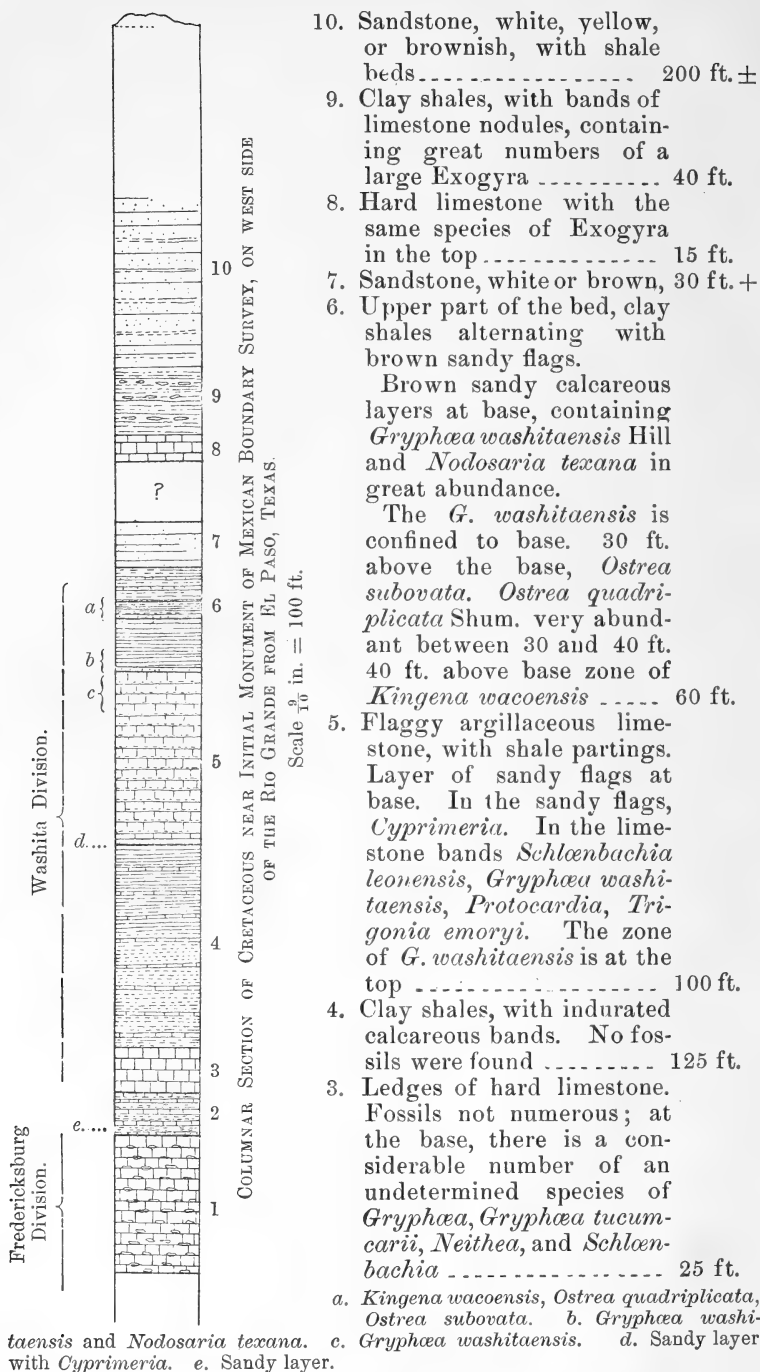 10. Sandstone, white, yellow,
or brownish, with shale
beds................... 200 ft. ±
9. Clay shales, with bands of
limestone nodules, contain-
ing great numbers of a
large Exogyra .......... 40 ft.
8. Hard limestone with the
same species of Exogyra
in the top .............. 15 ft.
7. Sandstone, white or brown, 30 ft. +
6. Upper part of the bed, clay
shales alternating with
brown sandy flags.
Brown sandy calcareous
layers at base, containing
Gryphæa washitaensis Hill
and Nodosaria texana in
great abundance.
The G. washitaensis is
confined to base. 30 ft.
above the base, Ostrea
subovata. Ostrea quadri-
plicata Shum. very abund-
ant between 30 and 40 ft.
40 ft. above base zone of
Kingena wacoensis ..... 60 ft.
5. Flaggy argillaceous lime-
stone, with shale partings.
Layer of sandy flags at
base. In the sandy flags,
Cyprimeria. In the lime-
stone bands Schlœnbachia
leonensis, Gryphæa washi-
taensis, Protocardia, Tri-
gonia emoryi. The zone
of G. washitaensis is at the
top ..................... 100 ft.
4. Clay shales, with indurated
calcareous bands. No fos-
sils were found ......... 125 ft.
3. Ledges of hard limestone.
Fossils not numerous; at
the base, there is a con-
siderable number of an
undetermined species of
Gryphæa, Gryphæa tucum-
carii, Neithea, and Schlœn-
bachia .................. 25 ft.
10
9
8
?
7
6
a
b
c
5
d....
4
3
2
e....
1
Washita Division.
Fredericksburg
Division.
COLUMNAR SECTION OF CRETACEOUS NEAR INITIAL MONUMENT OF MEXICAN BOUNDARY SURVEY, ON WEST SIDE
OF THE RIO GRANDE FROM EL PASO, TEXAS.
Scale 9/10 in. = 100 ft.
a. Kingena wacoensis, Ostrea quadriplicata,
Ostrea subovata. b. Gryphæa washi-
taensis and Nodosaria texana. c. Gryphæa washitaensis. d. Sandy layer
with Cyprimeria. e. Sandy layer.